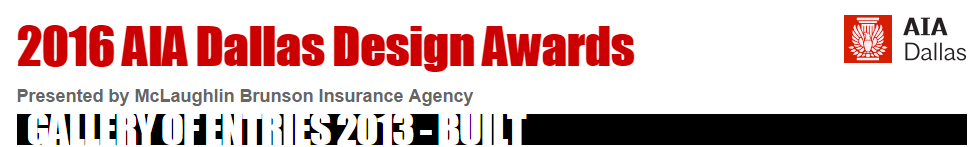 2016 AIA Dallas Design Awards
AIA
Dallas
Presented by McLaughlin Brunson Insurance Agency
GALLERY OF ENTRIES 2013 - BUILT